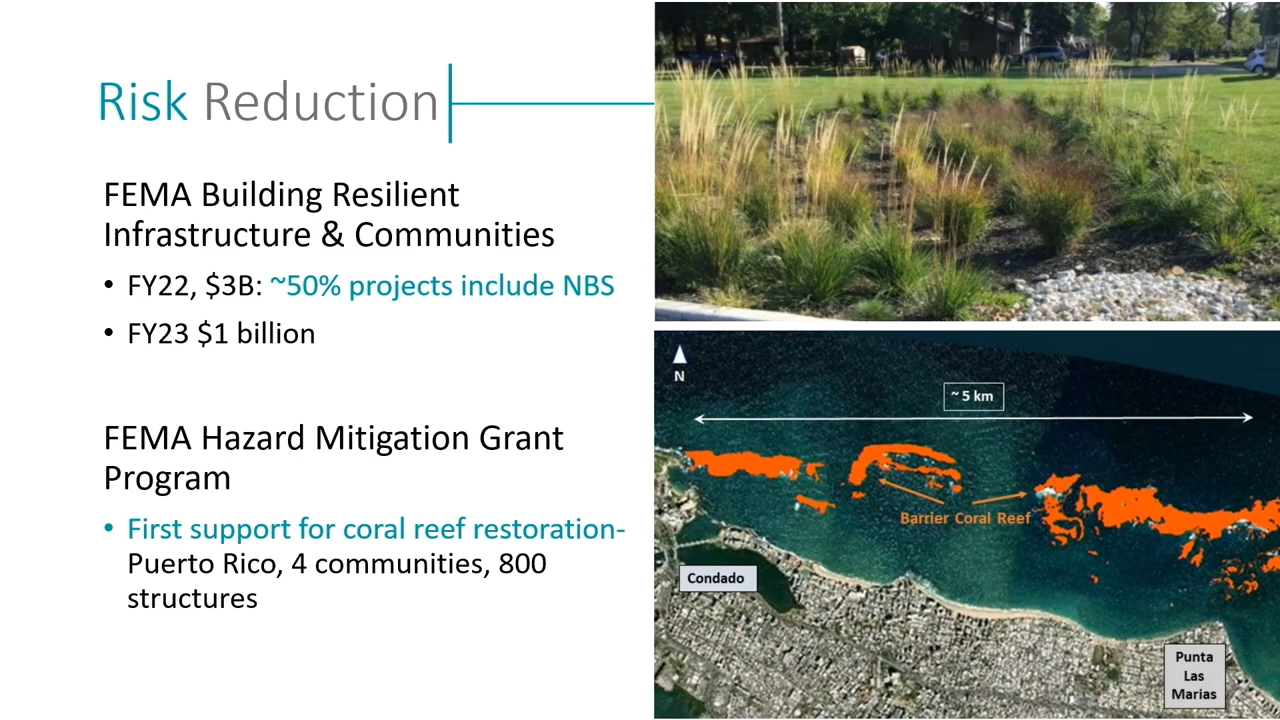 Risk Reduction
FEMA Building Resilient
Infrastructure & Communities
• FY22, $3B: ~50% projects include NBS
• FY23 $1 billion
FEMA Hazard Mitigation Grant
Program
• First support for coral reef restoration-
Puerto Rico, 4 communities, 800
structures
N
~ 5 km
Barrier Coral Reef
Condado
Punta
Las
Marias